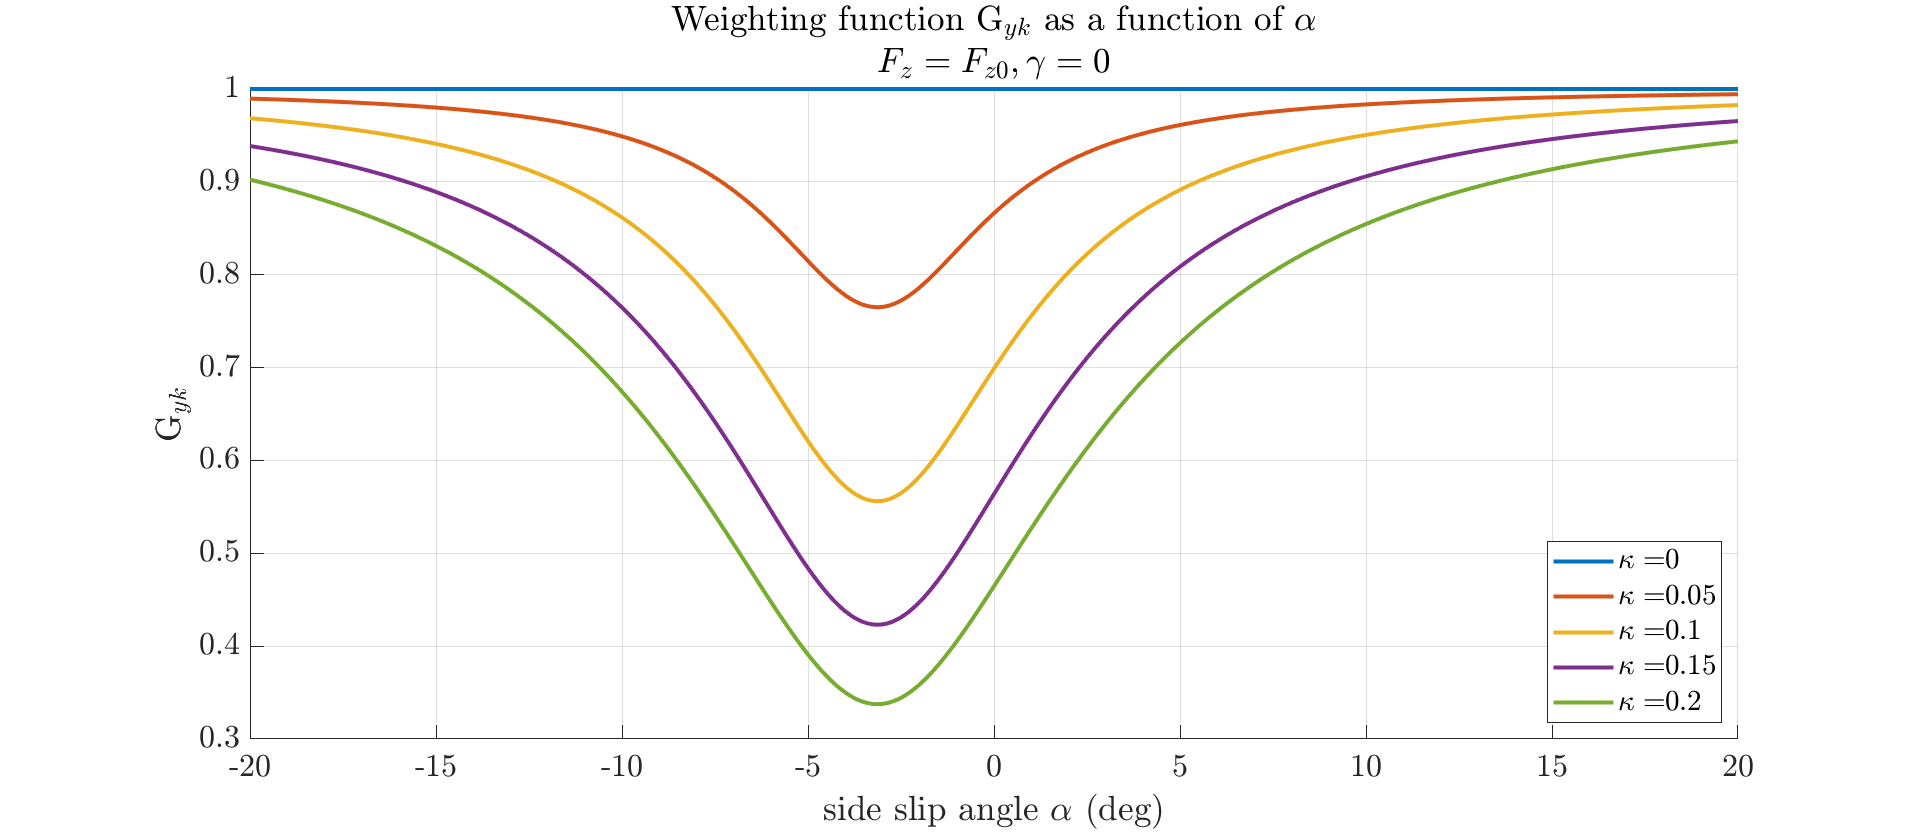 Weighting function G_yk as a function of α
F_z = F_z0, γ = 0
1
0.9
0.8
0.7
0.6
0.5
0.4
0.3
G_yk
-20 -15 -10 -5 0 5 10 15 20
side slip angle α (deg)
κ =0
κ =0.05
κ =0.1
κ =0.15
κ =0.2